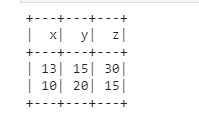 +---+---+---+
|  x|  y|  z|
+---+---+---+
| 13| 15| 30|
| 10| 20| 15|
+---+---+---+